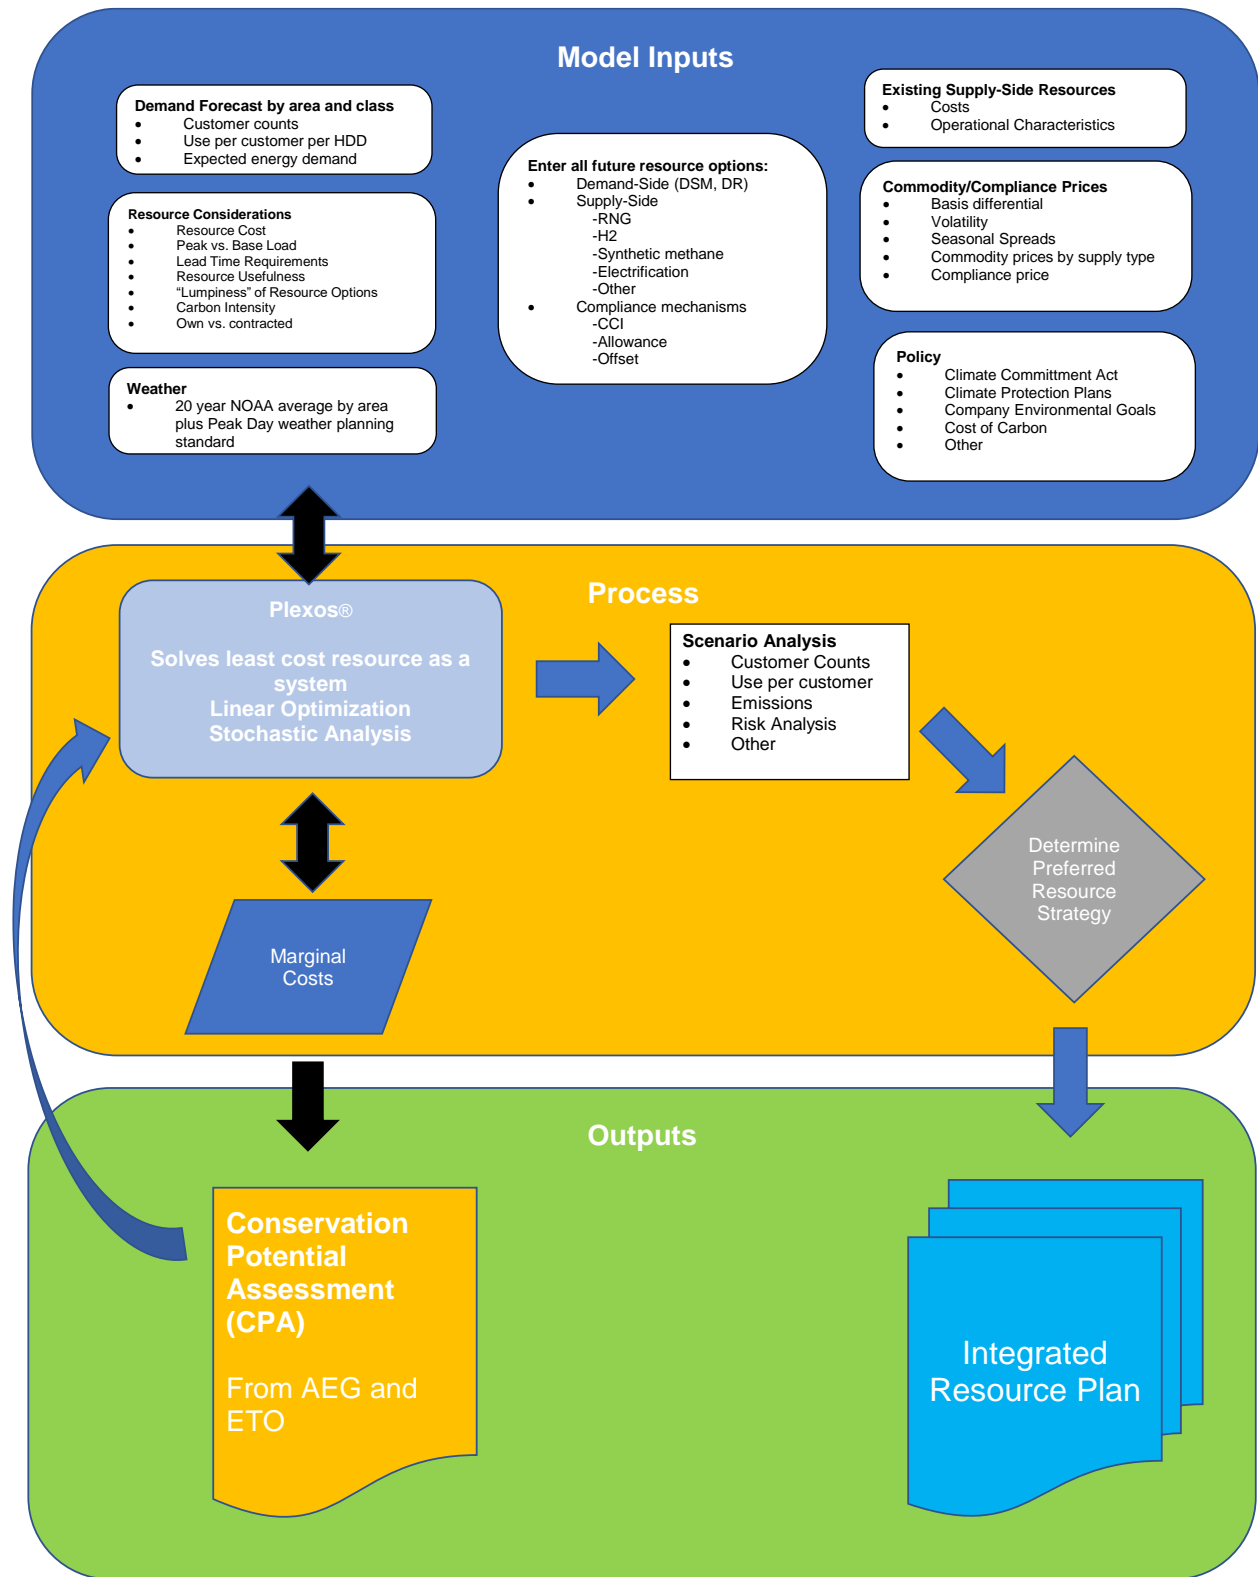 Model Inputs
Demand Forecast by area and class
• Customer counts
• Use per customer per HDD
• Expected energy demand
Resource Considerations
• Resource Cost
• Peak vs. Base Load
• Lead Time Requirements
• Resource Usefulness
• “Lumpiness” of Resource Options
• Carbon Intensity
• Own vs. contracted
Weather
• 20 year NOAA average by area
plus Peak Day weather planning
standard
Enter all future resource options:
• Demand-Side (DSM, DR)
• Supply-Side
-RNG
-H2
-Synthetic methane
-Electrification
-Other
• Compliance mechanisms
-CCI
-Allowance
-Offset
Existing Supply-Side Resources
• Costs
• Operational Characteristics
Commodity/Compliance Prices
• Basis differential
• Volatility
• Seasonal Spreads
• Commodity prices by supply type
• Compliance price
Policy
• Climate Committment Act
• Climate Protection Plans
• Company Environmental Goals
• Cost of Carbon
• Other
Process
Plexos®
Solves least cost resource as a
system
Linear Optimization
Stochastic Analysis
Scenario Analysis
• Customer Counts
• Use per customer
• Emissions
• Risk Analysis
• Other
Determine
Preferred
Resource
Strategy
Marginal
Costs
Outputs
Conservation
Potential
Assessment
(CPA)
From AEG and
ETO
Integrated
Resource Plan